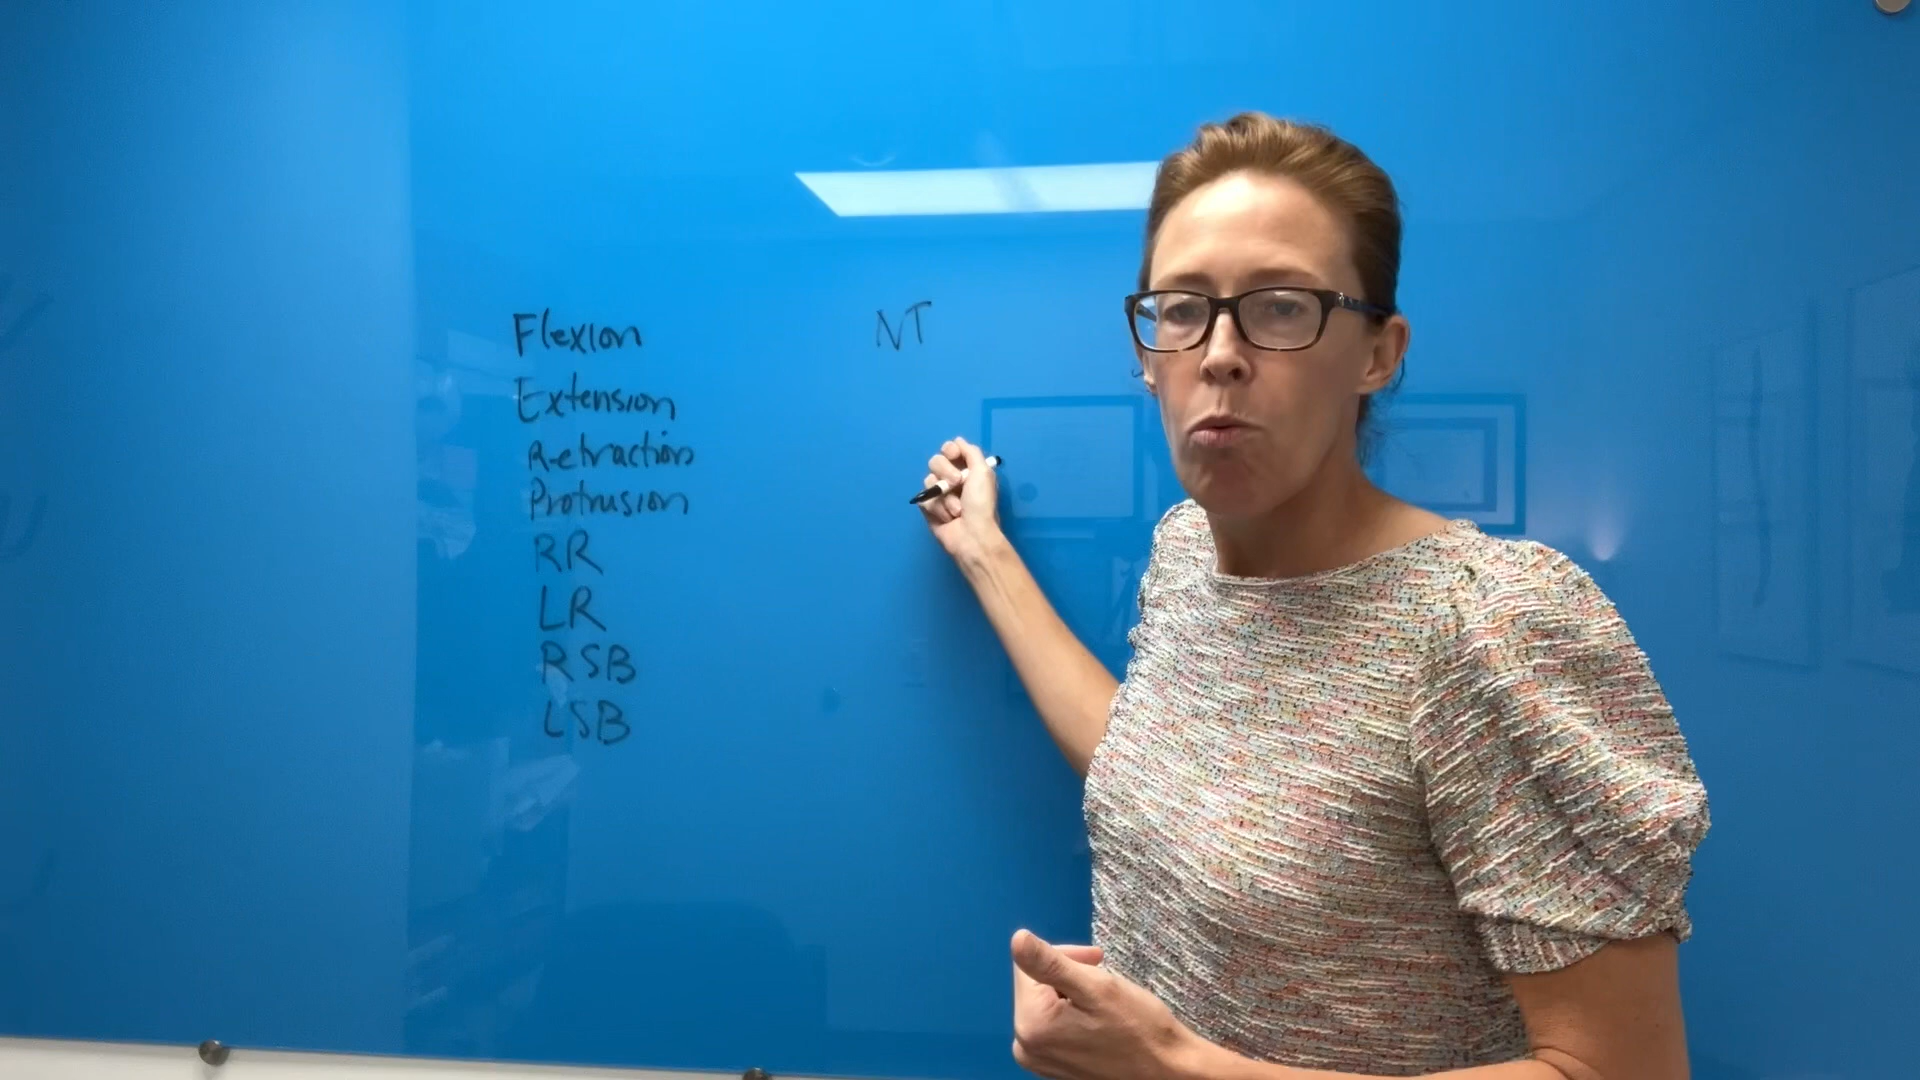 Flexion NT
Extension
Retraction
Protrusion
RR
LR
RSB
LSB